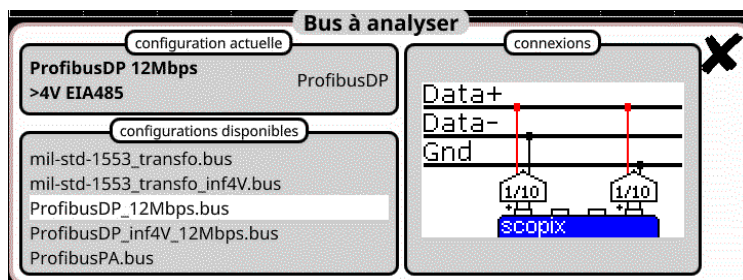 Bus à analyser
configuration actuelle
ProfibusDP 12Mbps
>4V EIA485
ProfibusDP
configurations disponibles
mil-std-1553_transfo.bus
mil-std-1553_transfo_inf4V.bus
ProfibusDP_12Mbps.bus
ProfibusDP_inf4V_12Mbps.bus
ProfibusPA.bus
connexions
Data+
Data-
Gnd
1/10 1/10
+ - + -
scopix